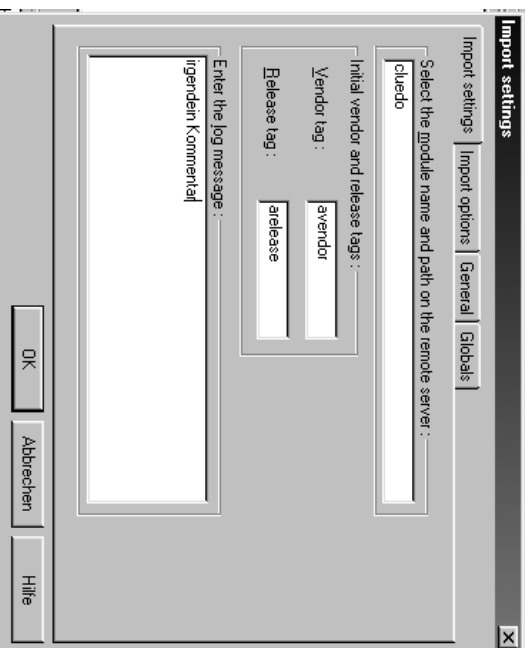 Import settings
Import settings
Import options
General
Globals
Select the module name and path on the remote server :
cluedo
Initial vendor and release tags :
Vendor tag :
avendor
Release tag :
arelease
Enter the log message :
irgendein Kommentar
OK
Abbrechen
Hilfe